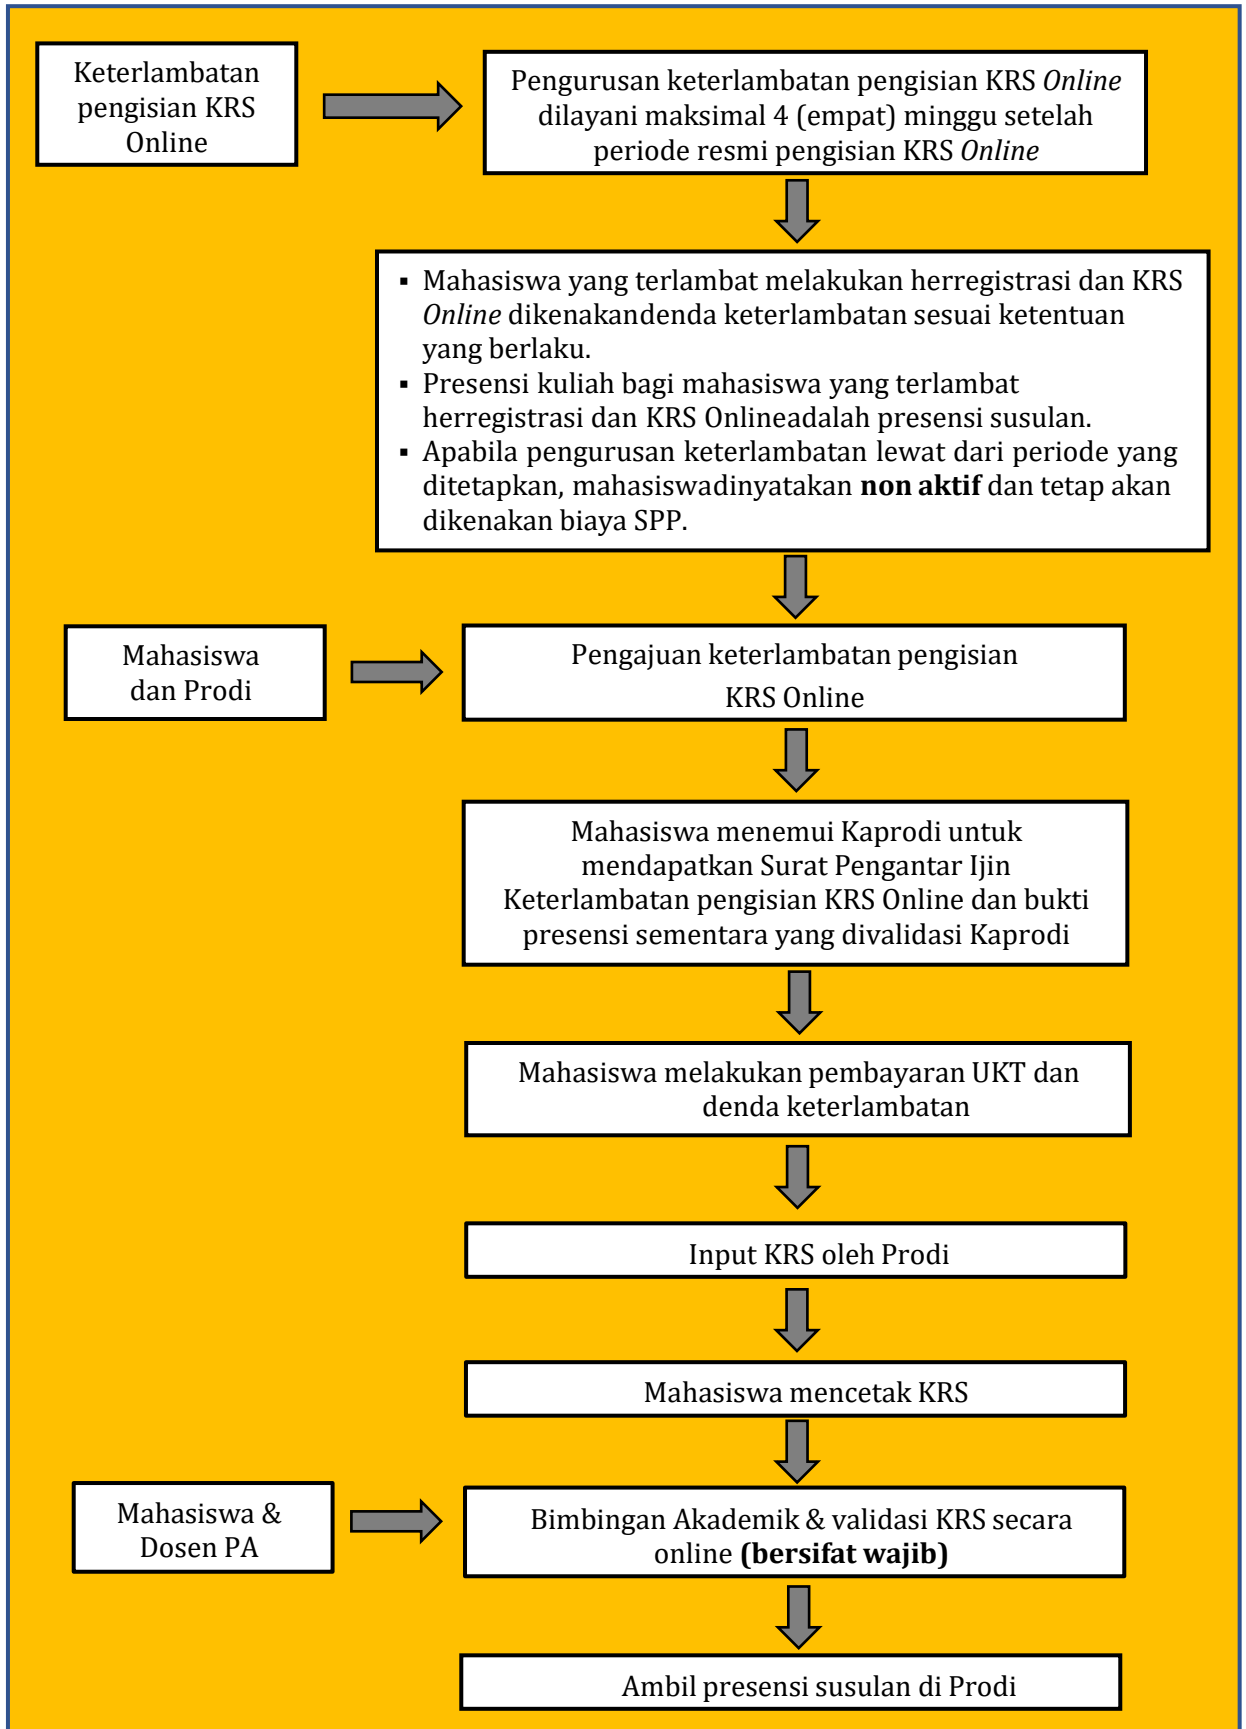 Keterlambatan
pengisian KRS
Online
Pengurusan keterlambatan pengisian KRS Online
dilayani maksimal 4 (empat) minggu setelah
periode resmi pengisian KRS Online
▪ Mahasiswa yang terlambat melakukan herregistrasi dan KRS
Online dikenakandenda keterlambatan sesuai ketentuan
yang berlaku.
▪ Presensi kuliah bagi mahasiswa yang terlambat
herregistrasi dan KRS Onlineadalah presensi susulan.
▪ Apabila pengurusan keterlambatan lewat dari periode yang
ditetapkan, mahasiswadinyatakan non aktif dan tetap akan
dikenakan biaya SPP.
Mahasiswa
dan Prodi
Pengajuan keterlambatan pengisian
KRS Online
Mahasiswa menemui Kaprodi untuk
mendapatkan Surat Pengantar Ijin
Keterlambatan pengisian KRS Online dan bukti
presensi sementara yang divalidasi Kaprodi
Mahasiswa melakukan pembayaran UKT dan
denda keterlambatan
Input KRS oleh Prodi
Mahasiswa mencetak KRS
Mahasiswa &
Dosen PA
Bimbingan Akademik & validasi KRS secara
online (bersifat wajib)
Ambil presensi susulan di Prodi